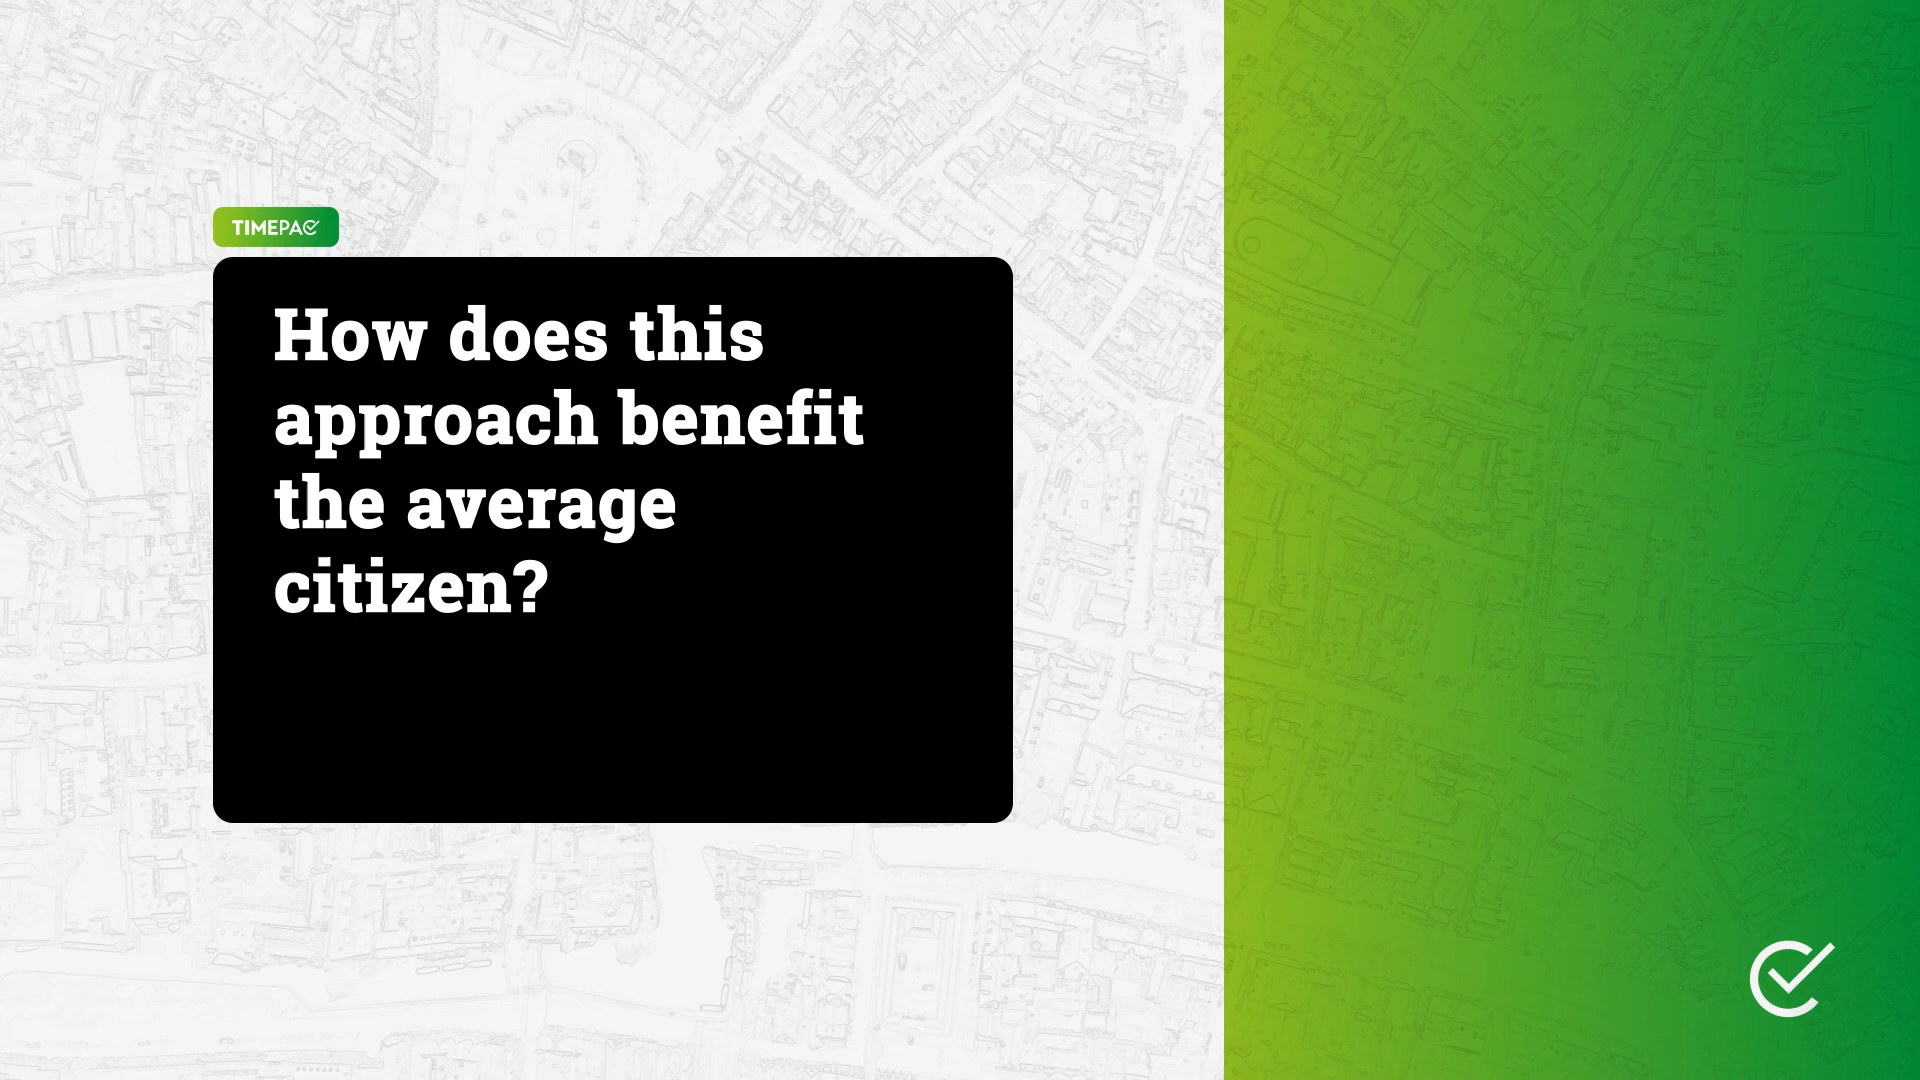 TIMEPAC
How does this
approach benefit
the average
citizen?